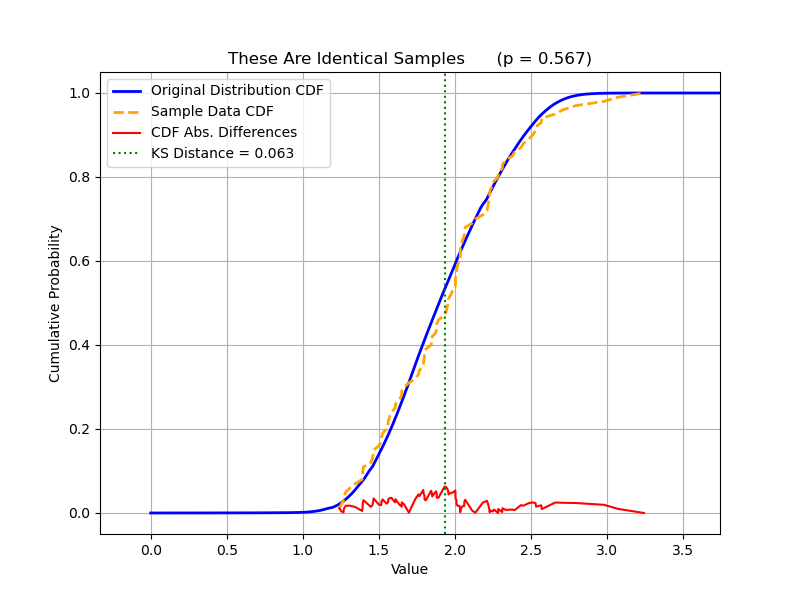 These Are Identical Samples (p = 0.567)
Original Distribution CDF
Sample Data CDF
CDF Abs. Differences
KS Distance = 0.063
1.0
0.8
0.6
0.4
0.2
0.0
Cumulative Probability
0.0 0.5 1.0 1.5 2.0 2.5 3.0 3.5
Value